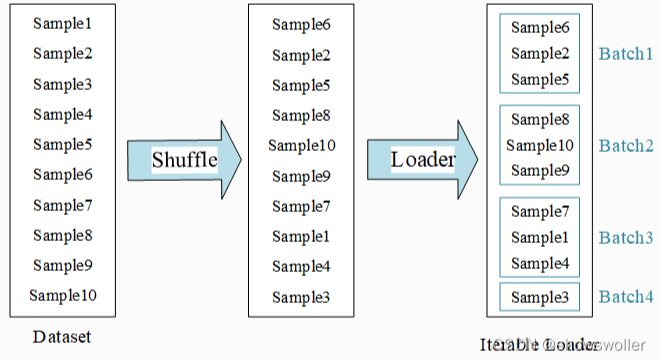 Sample1
Sample2
Sample3
Sample4
Sample5
Sample6
Sample7
Sample8
Sample9
Sample10
Dataset
Shuffle
Sample6
Sample2
Sample5
Sample8
Sample10
Sample9
Sample7
Sample1
Sample4
Sample3
Loader
Sample6
Sample2
Sample5
Batch1
Sample8
Sample10
Sample9
Batch2
Sample7
Sample1
Sample4
Batch3
Sample3
Batch4
Iterable Loader